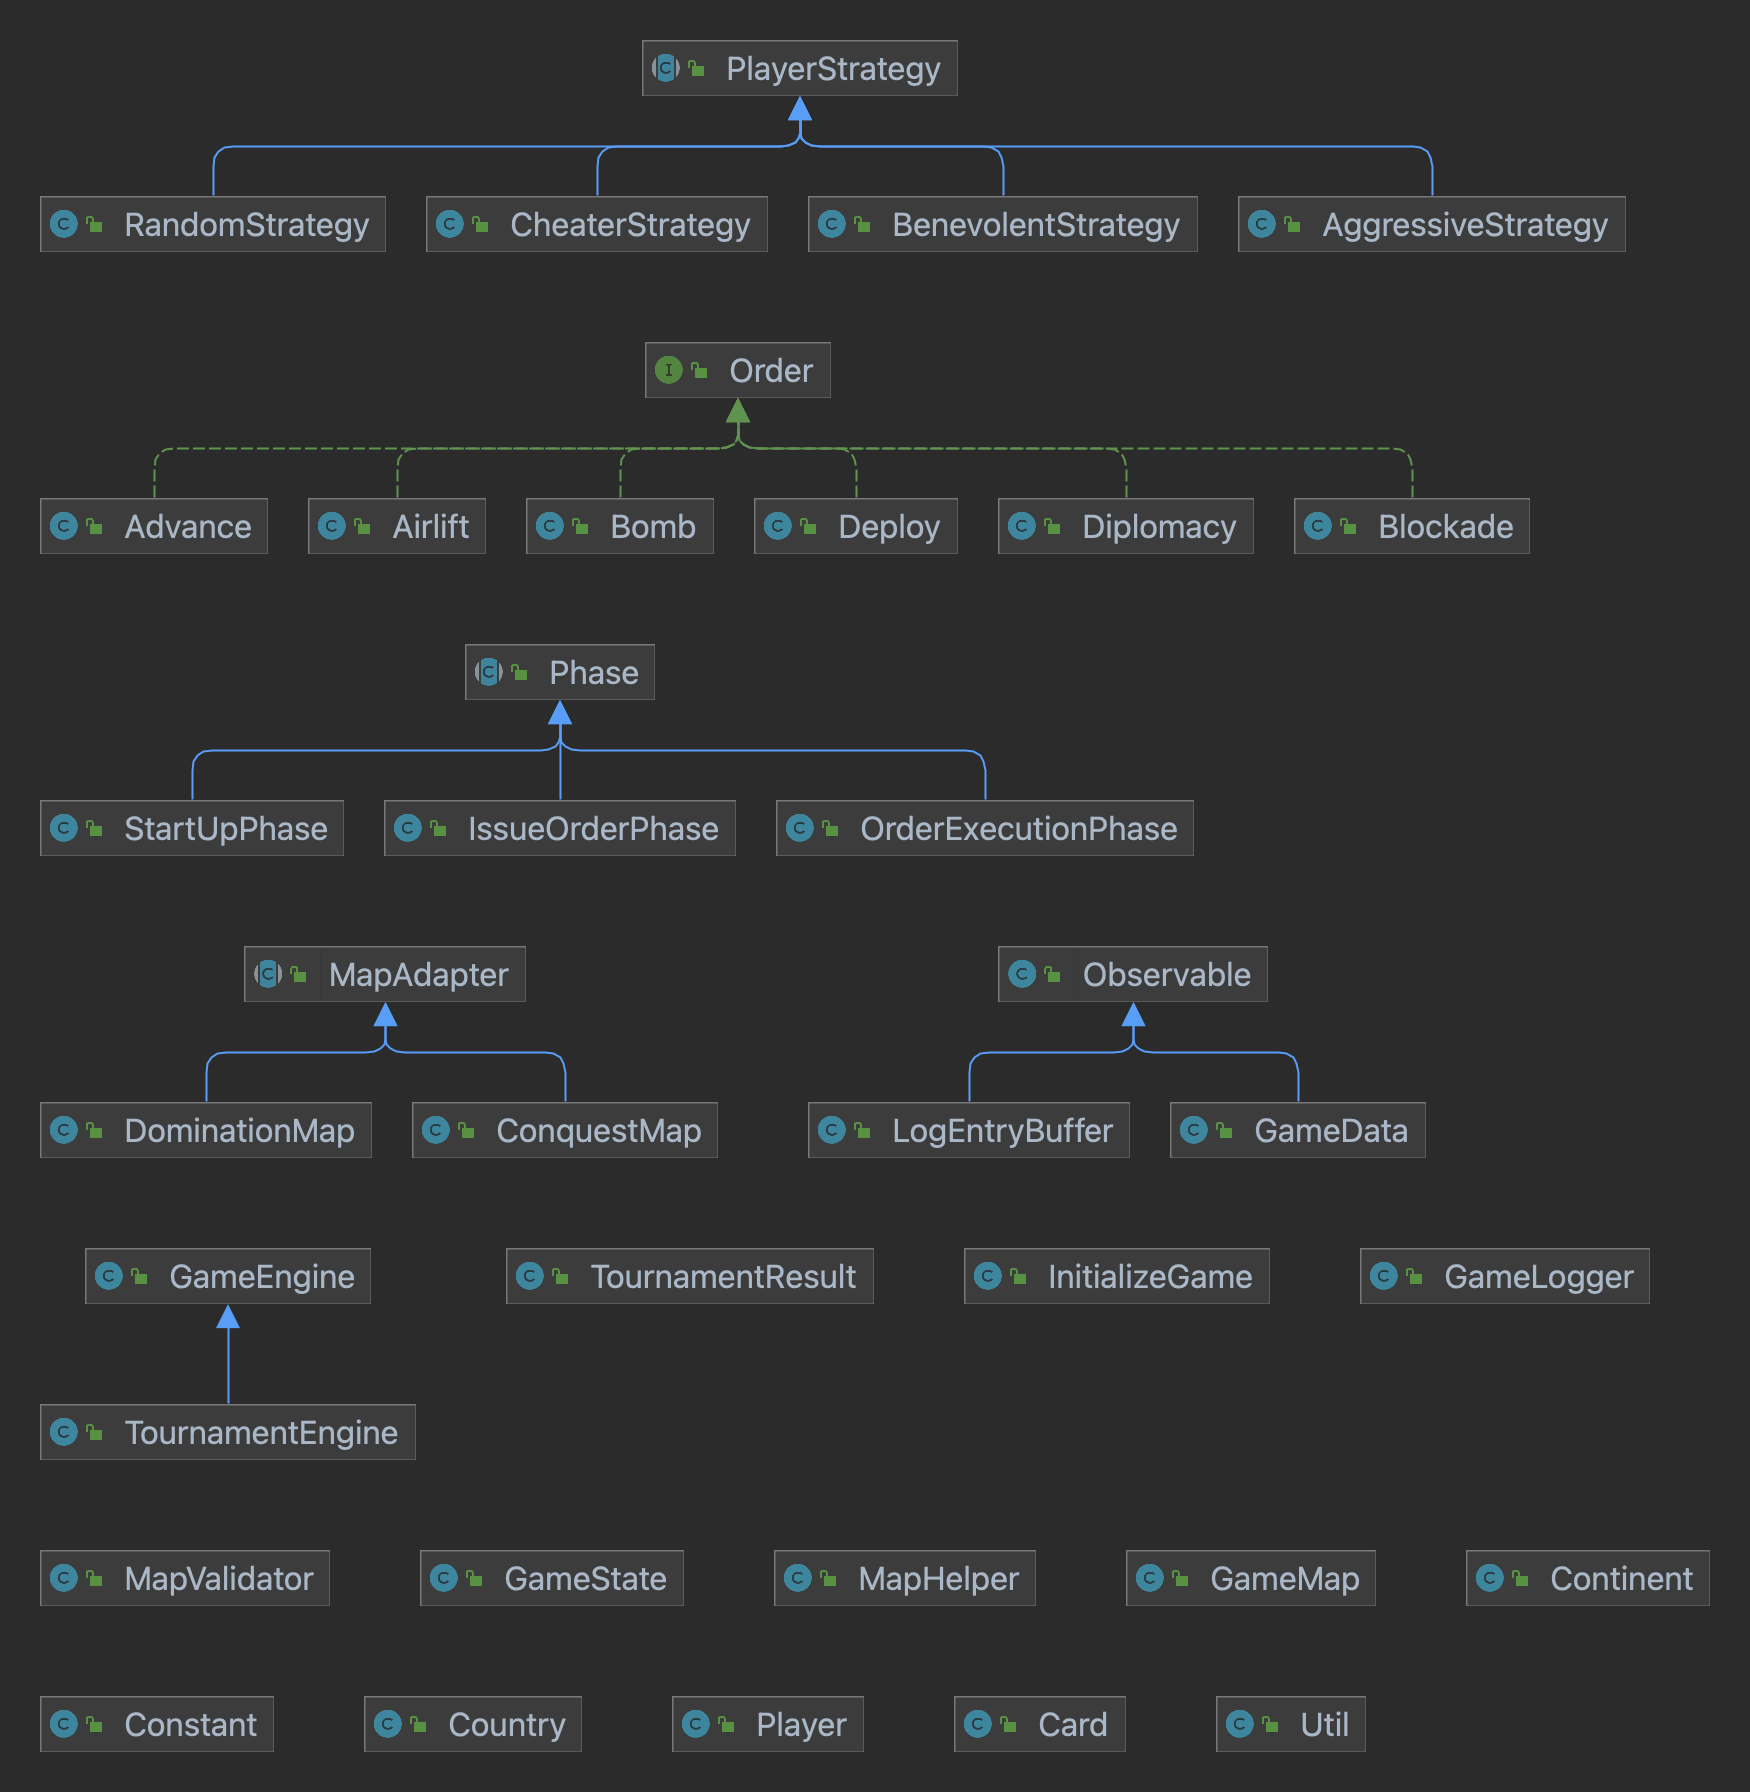 PlayerStrategy
RandomStrategy CheaterStrategy BenevolentStrategy AggressiveStrategy
Order
Advance Airlift Bomb Deploy Diplomacy Blockade
Phase
StartUpPhase IssueOrderPhase OrderExecutionPhase
MapAdapter Observable
DominationMap ConquestMap LogEntryBuffer GameData
GameEngine TournamentResult InitializeGame GameLogger
TournamentEngine
MapValidator GameState MapHelper GameMap Continent
Constant Country Player Card Util